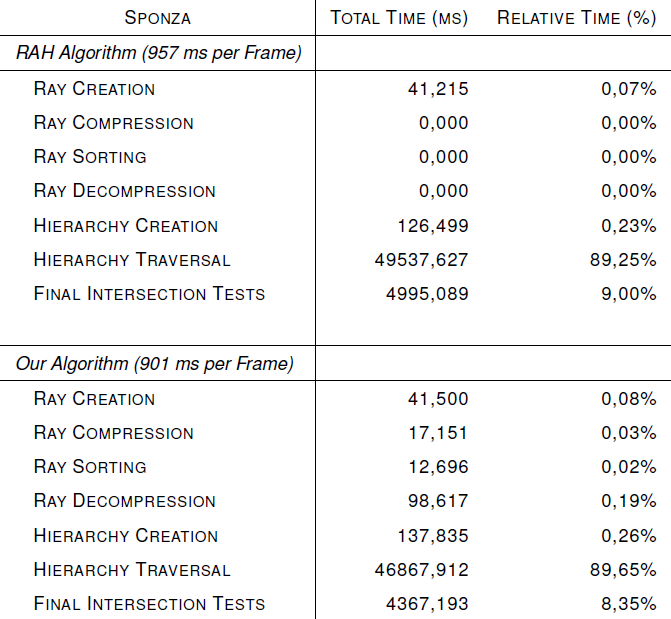 SPONZA TOTAL TIME (MS) RELATIVE TIME (%)
RAH Algorithm (957 ms per Frame)
RAY CREATION 41,215 0,07%
RAY COMPRESSION 0,000 0,00%
RAY SORTING 0,000 0,00%
RAY DECOMPRESSION 0,000 0,00%
HIERARCHY CREATION 126,499 0,23%
HIERARCHY TRAVERSAL 49537,627 89,25%
FINAL INTERSECTION TESTS 4995,089 9,00%
Our Algorithm (901 ms per Frame)
RAY CREATION 41,500 0,08%
RAY COMPRESSION 17,151 0,03%
RAY SORTING 12,696 0,02%
RAY DECOMPRESSION 98,617 0,19%
HIERARCHY CREATION 137,835 0,26%
HIERARCHY TRAVERSAL 46867,912 89,65%
FINAL INTERSECTION TESTS 4367,193 8,35%